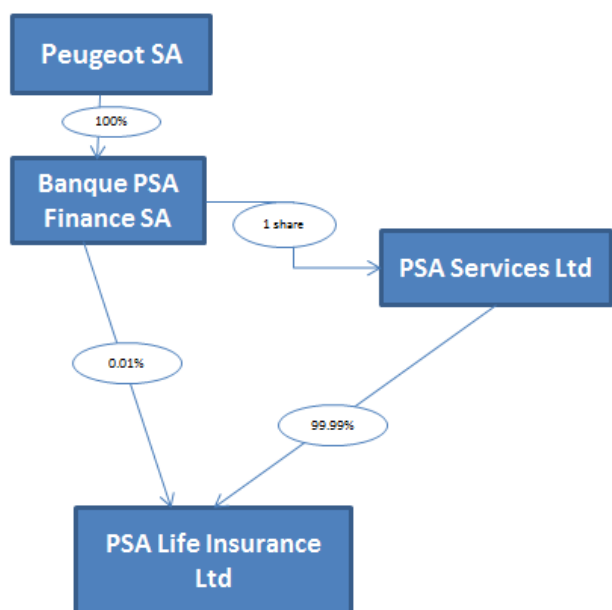 Peugeot SA
100%
Banque PSA
Finance SA
1 share
PSA Services Ltd
0.01%
99.99%
PSA Life Insurance
Ltd